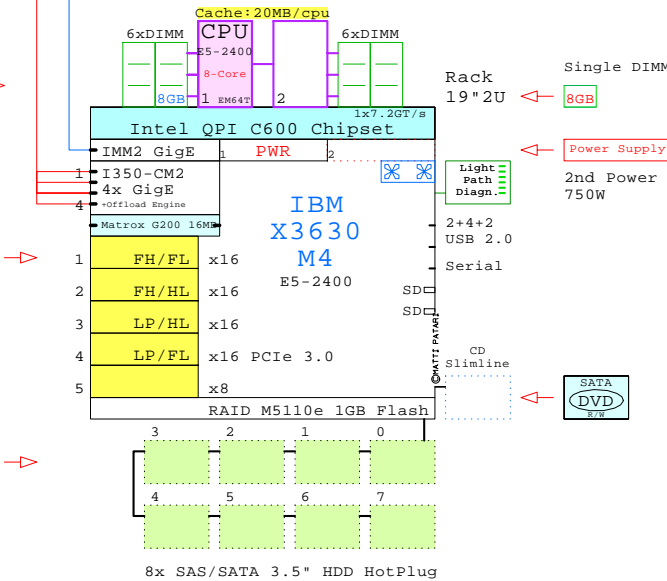 Cache:20MB/cpu
6xDIMM
CPU
6xDIMM
E5-2400
8-Core
8GB
1 EM64T
2
Rack
19"2U
Single DIMM
8GB
1x7.2GT/s
Intel QPI C600 Chipset
IMM2 GigE
1 PWR 2
Power Supply
1 I350-CM2
4x GigE
4 +Offload Engine
Light
Path
Diagn.
2nd Power
750W
Matrox G200 16MB
IBM
X3630
M4
E5-2400
2+4+2
USB 2.0
Serial
SD
SD
1 FH/FL x16
2 FH/HL x16
3 LP/HL x16
4 LP/FL x16 PCIe 3.0
5 x8
©MATTI PATARI
CD
Slimline
SATA
DVD
R/W
RAID M5110e 1GB Flash
3 2 1 0
4 5 6 7
8x SAS/SATA 3.5" HDD HotPlug